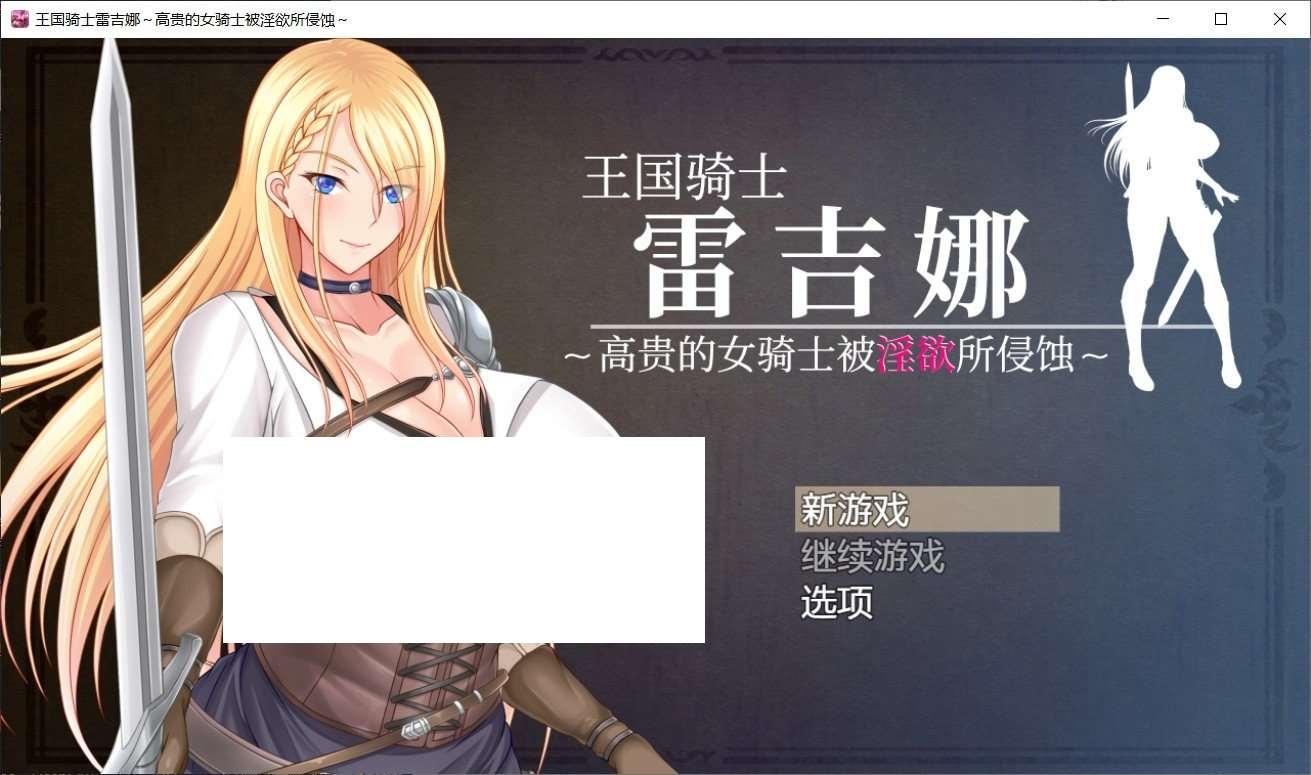 王国骑士雷吉娜～高贵的女骑士被淫欲所侵蚀～
王国骑士
雷吉娜
～高贵的女骑士被淫欲所侵蚀～
新游戏
继续游戏
选项